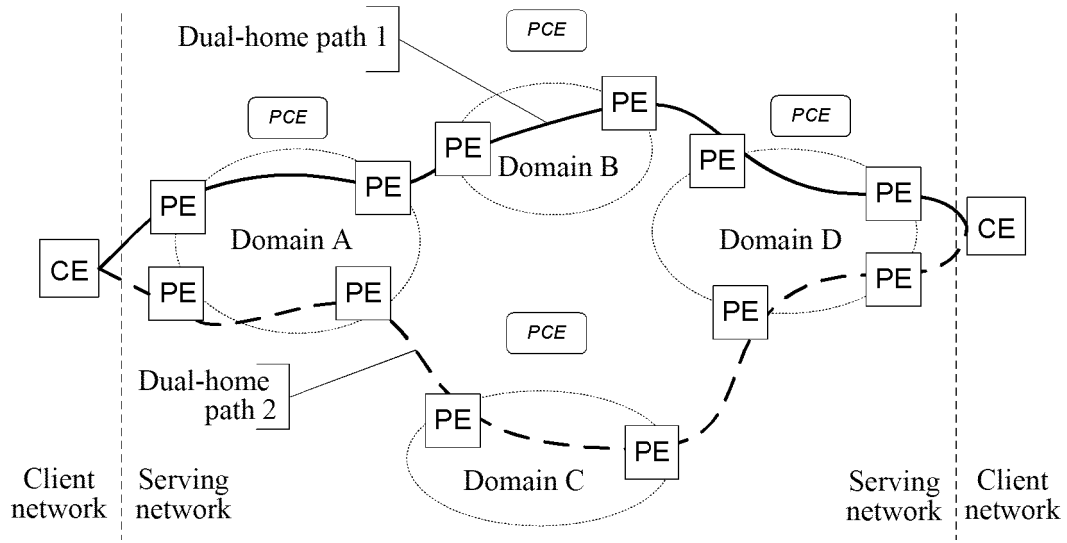 PCE
Dual-home path 1
PCE
PE
PCE
PE
Domain B
PE
PE
PE
PE
Domain A
Domain D
CE
CE
PE
PE
PE
PE
PCE
Dual-home
path 2
PE
PE
Domain C
Client
network
Serving
network
Serving
network
Client
network